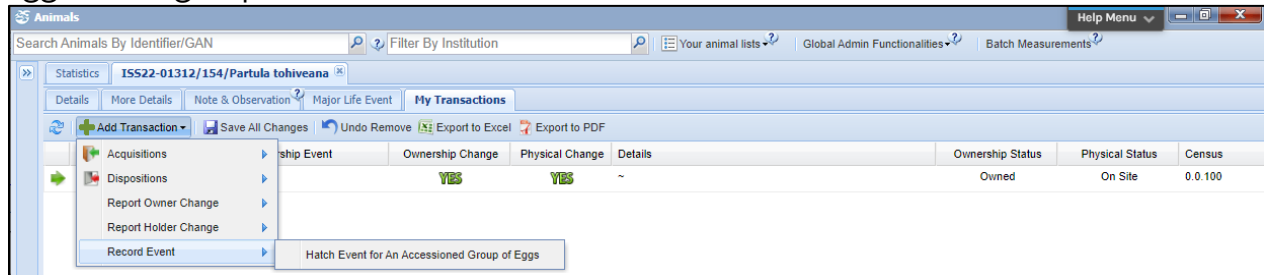 Animals Help Menu
Search Animals By Identifier/GAN Filter By Institution Your animal lists Global Admin Functionalities Batch Measurements
Statistics ISS22-01312/154/Partula tohiveana
Details More Details Note & Observation Major Life Event My Transactions
Add Transaction Save All Changes Undo Remove Export to Excel Export to PDF
ship Event Ownership Change Physical Change Details Ownership Status Physical Status Census
YES YES ~ Owned On Site 0.0.100
Acquisitions
Dispositions
Report Owner Change
Report Holder Change
Record Event Hatch Event for An Accessioned Group of Eggs